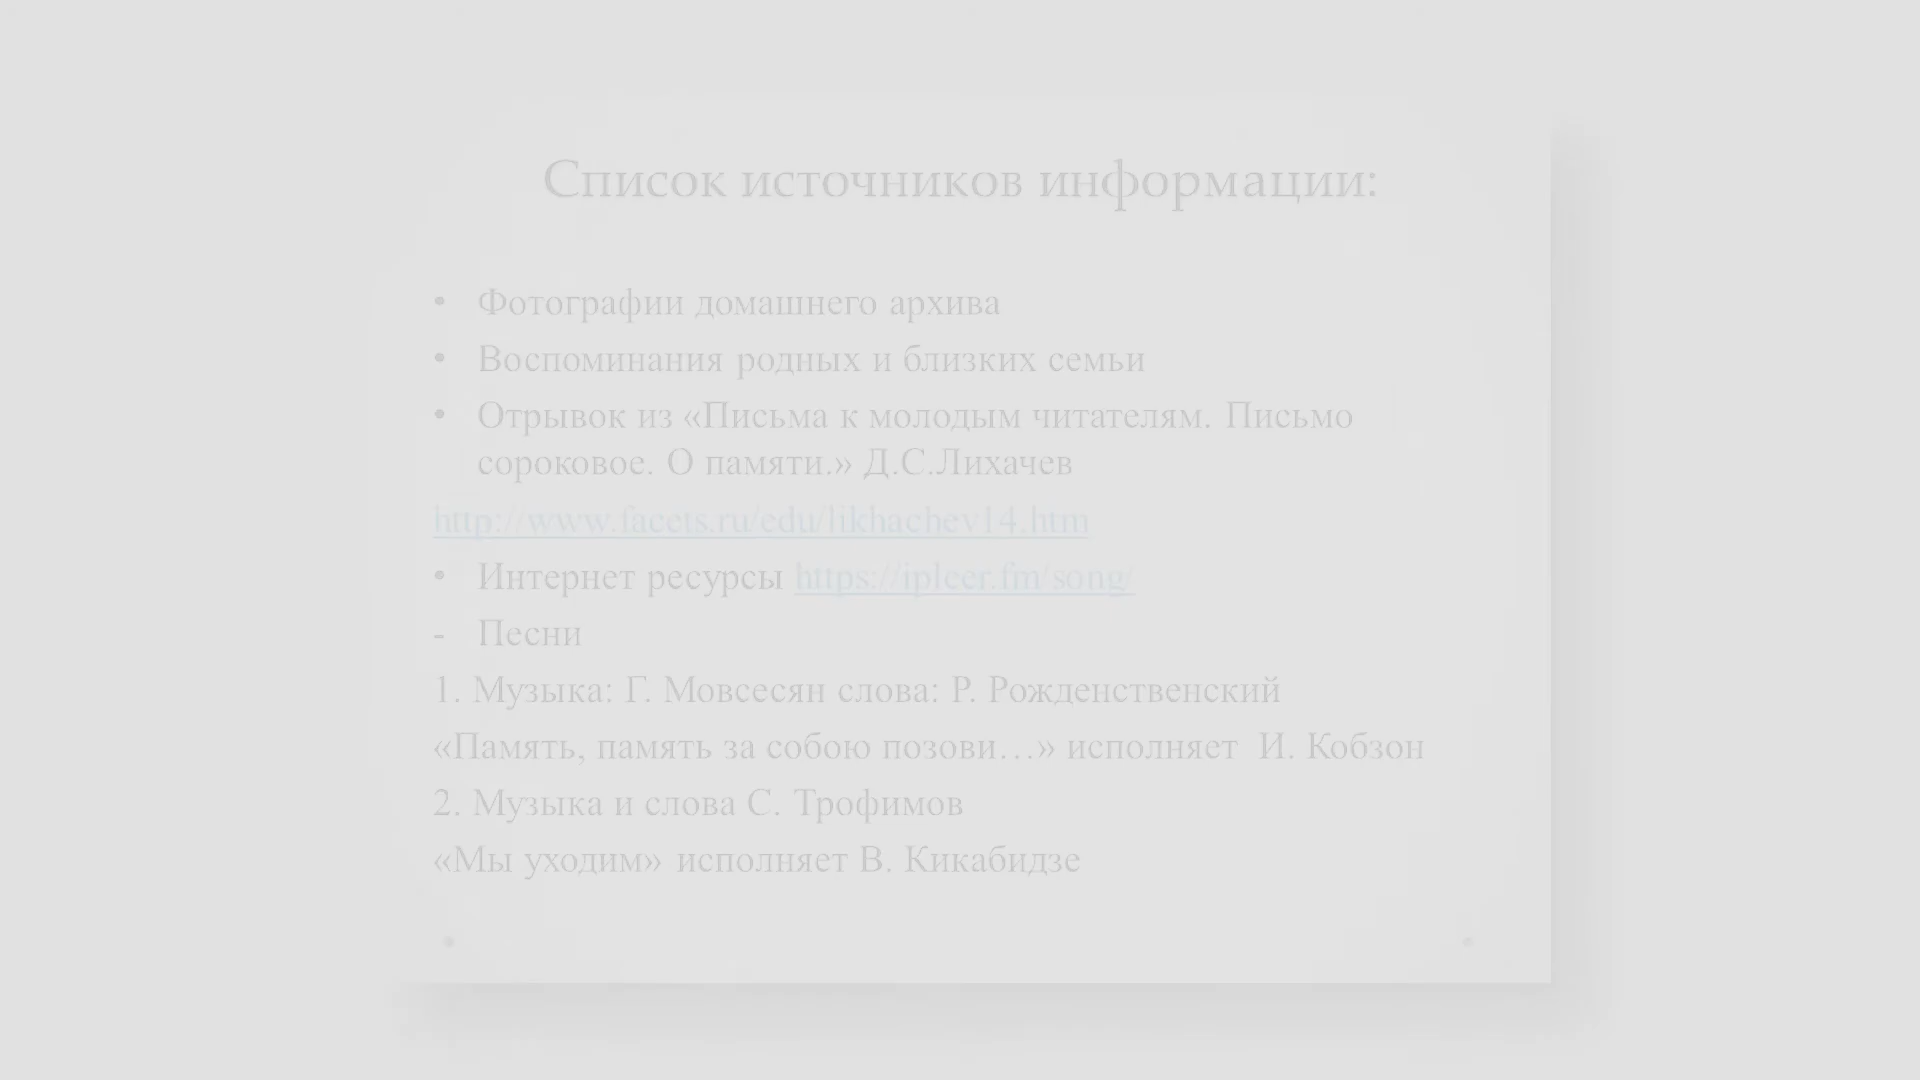 Список источников информации:
• Фотографии домашнего архива
• Воспоминания родных и близких семьи
• Отрывок из «Письма к молодым читателям. Письмо
сороковое. О памяти.» Д.С.Лихачев
http://www.facets.ru/edu/likhachev14.htm
• Интернет ресурсы https://ipleer.fm/song/
- Песни
1. Музыка: Г. Мовсесян слова: Р. Рожденственский
«Память, память за собою позови…» исполняет И. Кобзон
2. Музыка и слова С. Трофимов
«Мы уходим» исполняет В. Кикабидзе